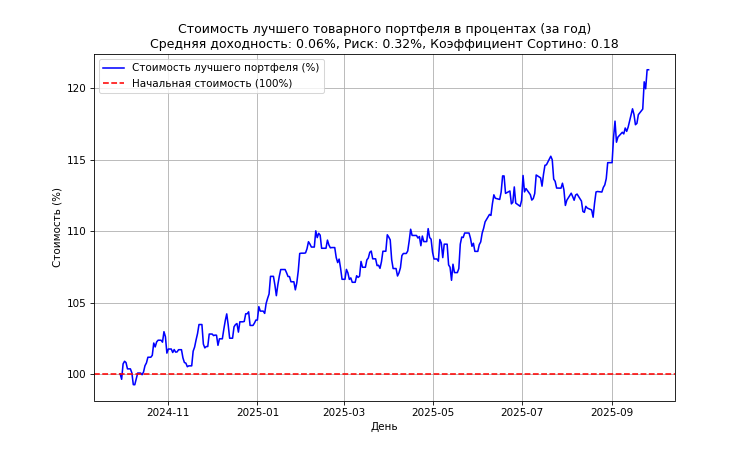 Стоимость лучшего товарного портфеля в процентах (за год)
Средняя доходность: 0.06%, Риск: 0.32%, Коэффициент Сортино: 0.18
Стоимость лучшего портфеля (%)
Начальная стоимость (100%)
Стоимость (%)
120
115
110
105
100
2024-11 2025-01 2025-03 2025-05 2025-07 2025-09
День